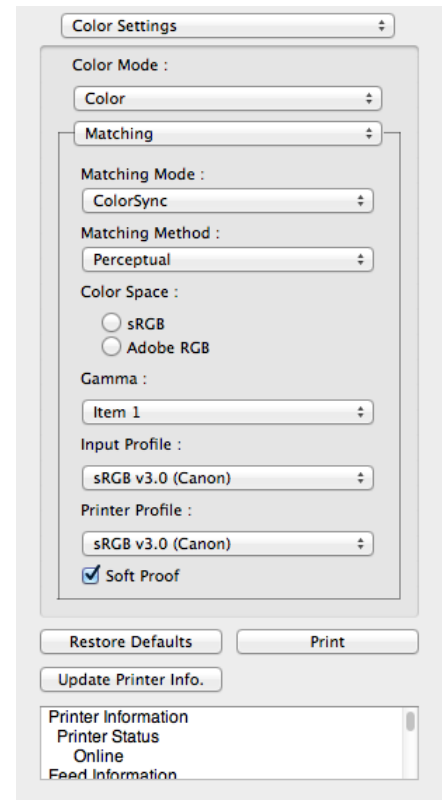 Color Settings
Color Mode :
Color
Matching
Matching Mode :
ColorSync
Matching Method :
Perceptual
Color Space :
sRGB
Adobe RGB
Gamma :
Item 1
Input Profile :
sRGB v3.0 (Canon)
Printer Profile :
sRGB v3.0 (Canon)
Soft Proof
Restore Defaults Print
Update Printer Info.
Printer Information
Printer Status
Online
Feed Information